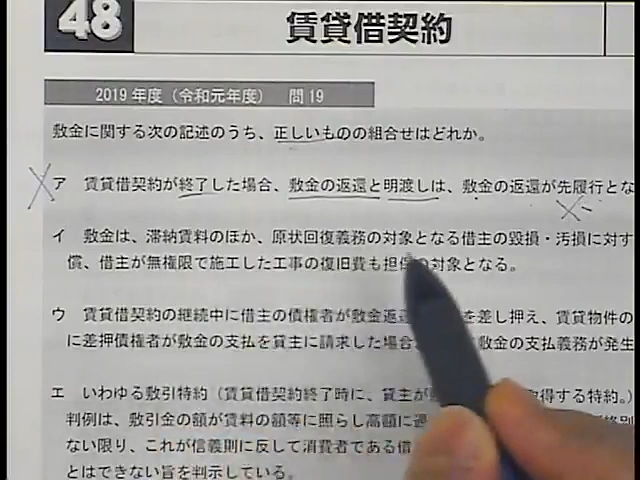 48 賃貸借契約
2019年度（令和元年度） 問19
敷金に関する次の記述のうち、正しいものの組合せはどれか。
ア 賃貸借契約が終了した場合、敷金の返還と明渡しは、敷金の返還が先履行とな
イ 敷金は、滞納賃料のほか、原状回復義務の対象となる借主の毀損・汚損に対す
償、借主が無権限で施工した工事の復旧費も担保の対象となる。
ウ 賃貸借契約の継続中に借主の債権者が敷金返 を差し押え、賃貸物件の
に差押債権者が敷金の支払を貸主に請求した場合 敷金の支払義務が発生
エ いわゆる敷引特約（賃貸借契約終了時に、貸主が 取得する特約。）
判例は、敷引金の額が賃料の額等に照らし高額に過
ない限り、これが信義則に反して消費者である借
とはできない旨を判示している。